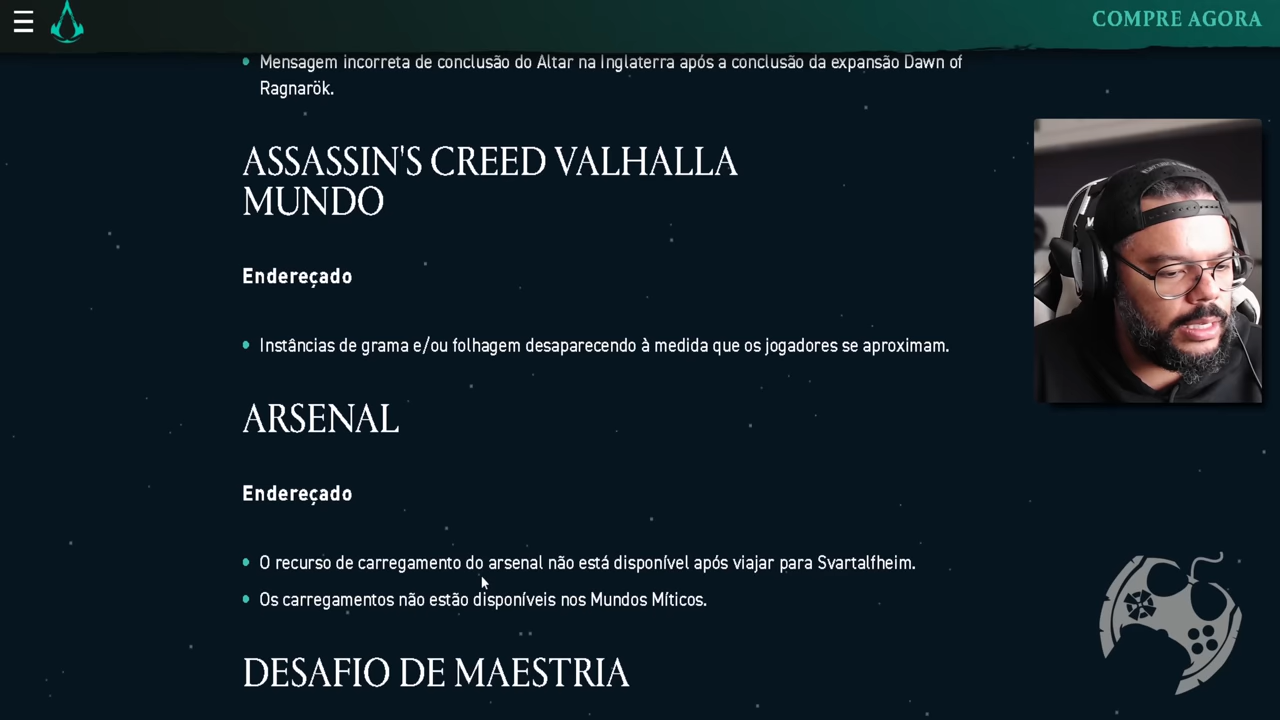 COMPRE AGORA
Mensagem incorreta de conclusão do Altar na Inglaterra após a conclusão da expansão Dawn of
Ragnarök.
ASSASSIN'S CREED VALHALLA
MUNDO
Endereçado
Instâncias de grama e/ou folhagem desaparecendo à medida que os jogadores se aproximam.
ARSENAL
Endereçado
O recurso de carregamento do arsenal não está disponível após viajar para Svartalfheim.
Os carregamentos não estão disponíveis nos Mundos Míticos.
DESAFIO DE MAESTRIA